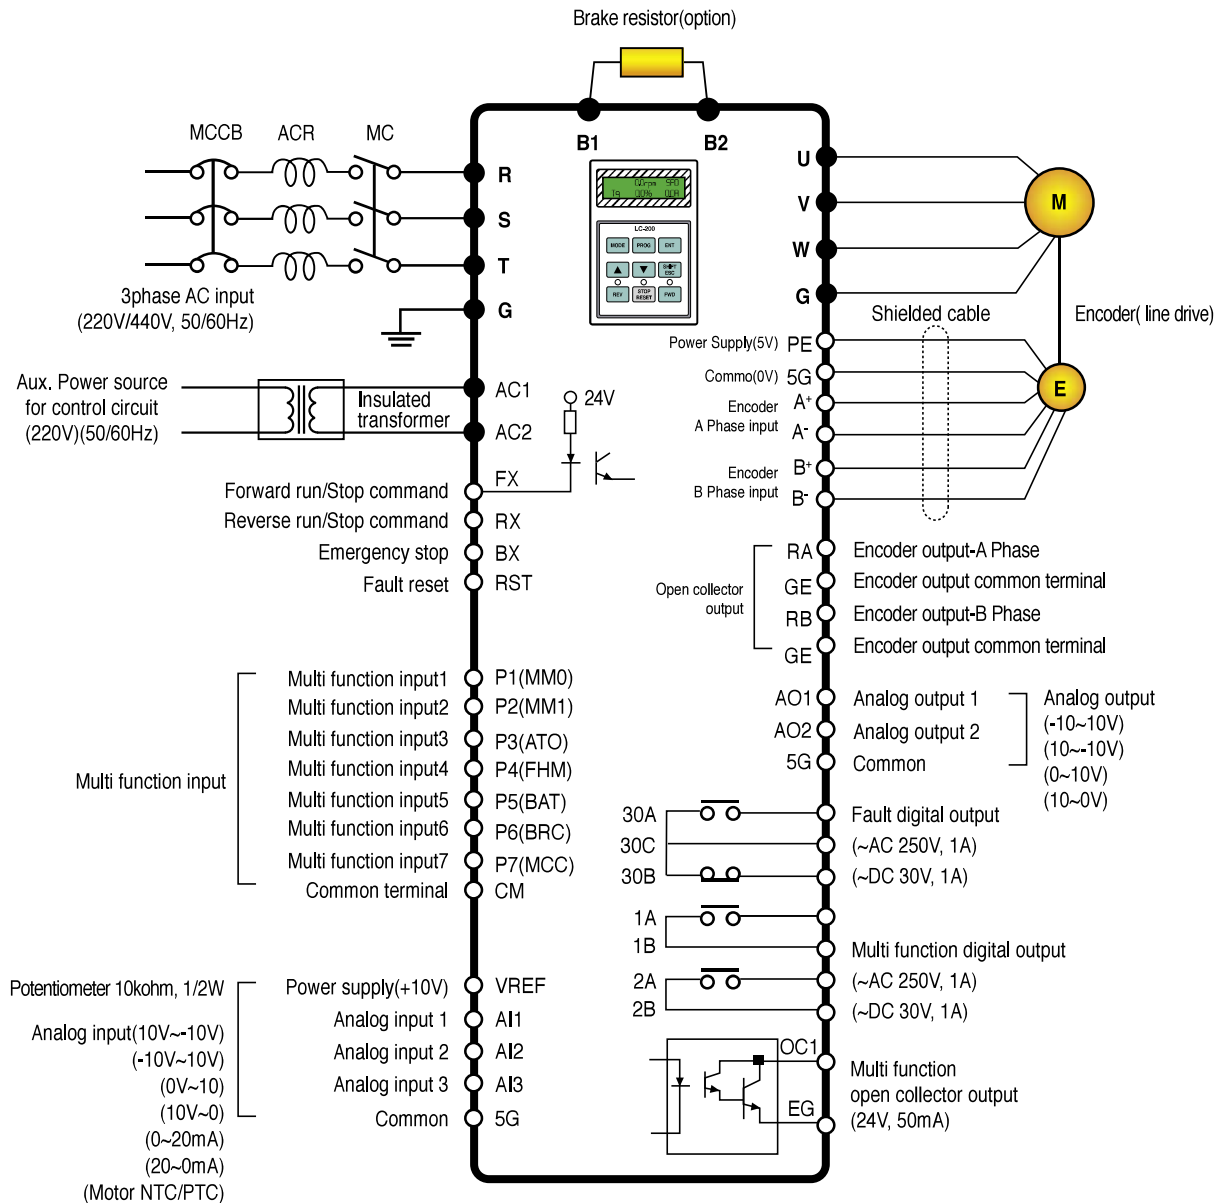 Brake resistor(option)
B1
B2
MCCB
ACR
MC
R
S
T
G
3phase AC input
(220V/440V, 50/60Hz)
Aux. Power source
for control circuit
(220V)(50/60Hz)
Insulated
transformer
AC1
AC2
24V
LC-200
MODE
PROG
ENT
SHIFT
ESC
REV
STOP
RESET
FWD
U
V
W
G
M
Shielded cable
Encoder( line drive)
E
Power Supply(5V)
PE
Commo(0V)
5G
Encoder
A Phase input
A+
A-
Encoder
B Phase input
B+
B-
Forward run/Stop command
FX
Reverse run/Stop command
RX
Emergency stop
BX
Fault reset
RST
Open collector
output
RA
Encoder output-A Phase
GE
Encoder output common terminal
RB
Encoder output-B Phase
GE
Encoder output common terminal
Multi function input
Multi function input1
P1(MM0)
Multi function input2
P2(MM1)
Multi function input3
P3(ATO)
Multi function input4
P4(FHM)
Multi function input5
P5(BAT)
Multi function input6
P6(BRC)
Multi function input7
P7(MCC)
Common terminal
CM
AO1
Analog output 1
AO2
Analog output 2
5G
Common
Analog output
(-10~10V)
(10~-10V)
(0~10V)
(10~0V)
30A
30C
30B
Fault digital output
(~AC 250V, 1A)
(~DC 30V, 1A)
1A
1B
2A
2B
Multi function digital output
(~AC 250V, 1A)
(~DC 30V, 1A)
Potentiometer 10kohm, 1/2W
Analog input(10V~-10V)
(-10V~10V)
(0V~10)
(10V~0)
(0~20mA)
(20~0mA)
(Motor NTC/PTC)
Power supply(+10V)
VREF
Analog input 1
AI1
Analog input 2
AI2
Analog input 3
AI3
Common
5G
OC1
EG
Multi function
open collector output
(24V, 50mA)